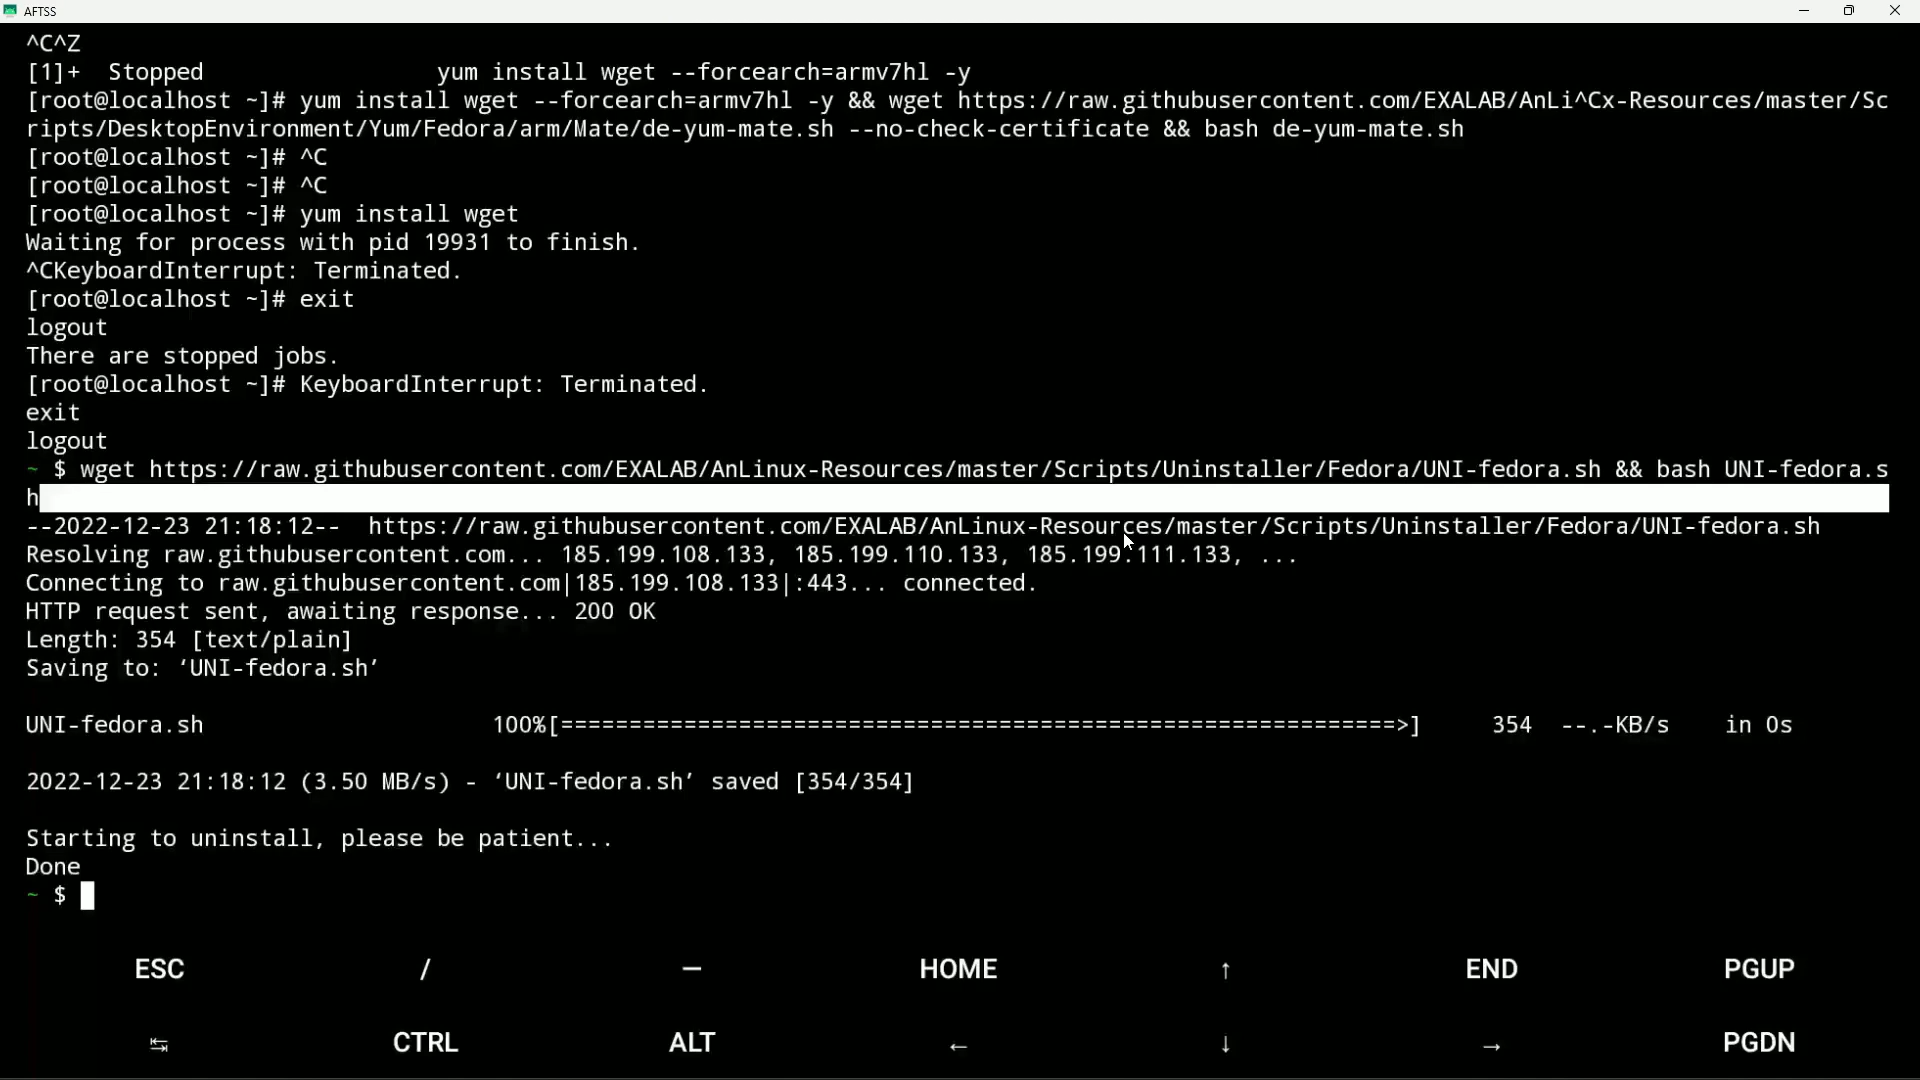 AFTSS
^C^Z
[1]+  Stopped                 yum install wget --forcearch=armv7hl -y
[root@localhost ~]# yum install wget --forcearch=armv7hl -y && wget https://raw.githubusercontent.com/EXALAB/AnLi^Cx-Resources/master/Sc
ripts/DesktopEnvironment/Yum/Fedora/arm/Mate/de-yum-mate.sh --no-check-certificate && bash de-yum-mate.sh
[root@localhost ~]# ^C
[root@localhost ~]# ^C
[root@localhost ~]# yum install wget
Waiting for process with pid 19931 to finish.
^CKeyboardInterrupt: Terminated.
[root@localhost ~]# exit
logout
There are stopped jobs.
[root@localhost ~]# KeyboardInterrupt: Terminated.
exit
logout
~ $ wget https://raw.githubusercontent.com/EXALAB/AnLinux-Resources/master/Scripts/Uninstaller/Fedora/UNI-fedora.sh && bash UNI-fedora.s
h
--2022-12-23 21:18:12--  https://raw.githubusercontent.com/EXALAB/AnLinux-Resources/master/Scripts/Uninstaller/Fedora/UNI-fedora.sh
Resolving raw.githubusercontent.com... 185.199.108.133, 185.199.110.133, 185.199.111.133, ...
Connecting to raw.githubusercontent.com|185.199.108.133|:443... connected.
HTTP request sent, awaiting response... 200 OK
Length: 354 [text/plain]
Saving to: ‘UNI-fedora.sh’
UNI-fedora.sh                     100%[=============================================================>]     354  --.-KB/s    in 0s
2022-12-23 21:18:12 (3.50 MB/s) - ‘UNI-fedora.sh’ saved [354/354]
Starting to uninstall, please be patient...
Done
~ $
ESC / — HOME ↑ END PGUP
↹ CTRL ALT ← ↓ → PGDN